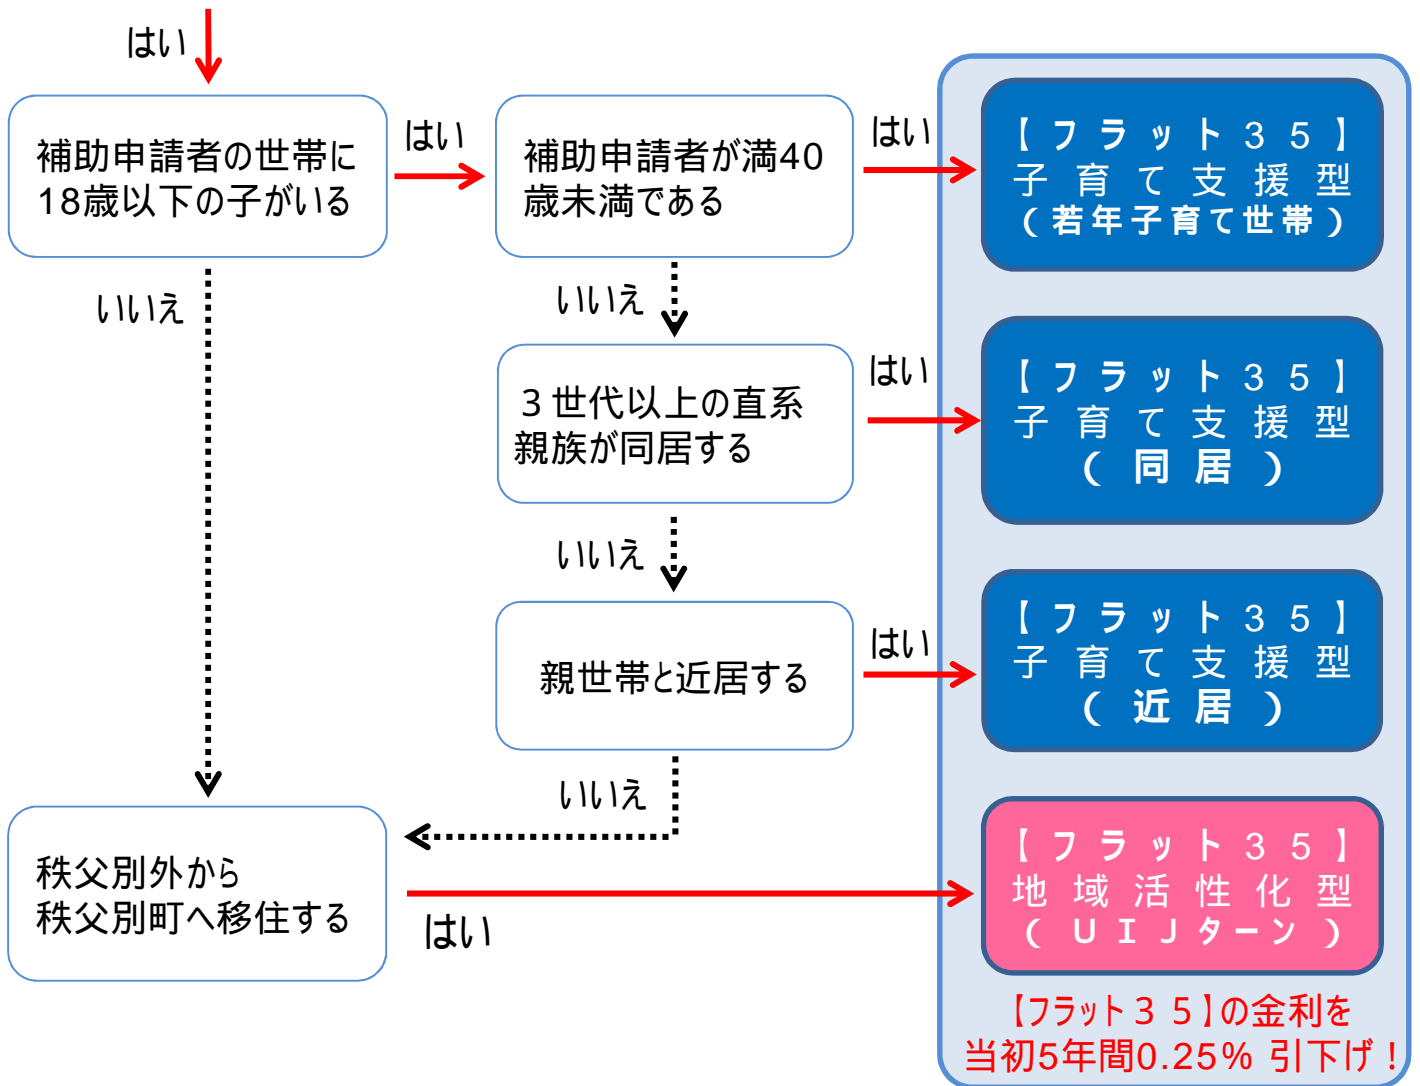 はい
補助申請者の世帯に
18歳以下の子がいる
はい
補助申請者が満40
歳未満である
はい
【フラット３５】
子育て支援型
（若年子育て世帯）
いいえ
いいえ
３世代以上の直系
親族が同居する
はい
【フラット３５】
子育て支援型
（同居）
いいえ
親世帯と近居する
はい
【フラット３５】
子育て支援型
（近居）
いいえ
秩父別外から
秩父別町へ移住する
はい
【フラット３５】
地域活性化型
（ＵＩＪターン）
【フラット３５】の金利を
当初5年間0.25% 引下げ！